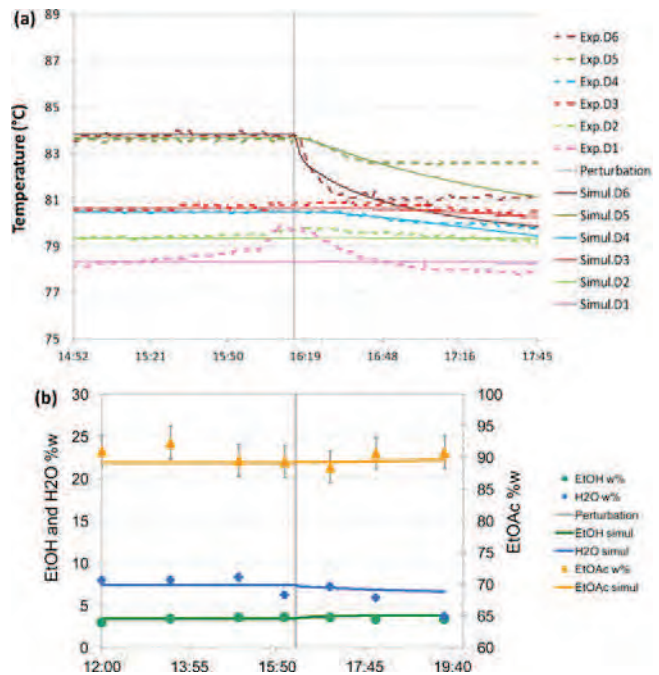 (a)
89
87
85
83
81
79
77
75
Temperature (°C)
14:52
15:21
15:50
16:19
16:48
17:16
17:45
Exp.D6
Exp.D5
Exp.D4
Exp.D3
Exp.D2
Exp.D1
Perturbation
Simul.D6
Simul.D5
Simul.D4
Simul.D3
Simul.D2
Simul.D1
(b)
30
25
20
15
10
5
0
EtOH and H2O %w
100
95
90
85
80
75
70
65
60
EtOAc %w
12:00
13:55
15:50
17:45
19:40
EtOH w%
H2O w%
Perturbation
EtOH simul
H2O simul
EtOAc w%
EtOAc simul